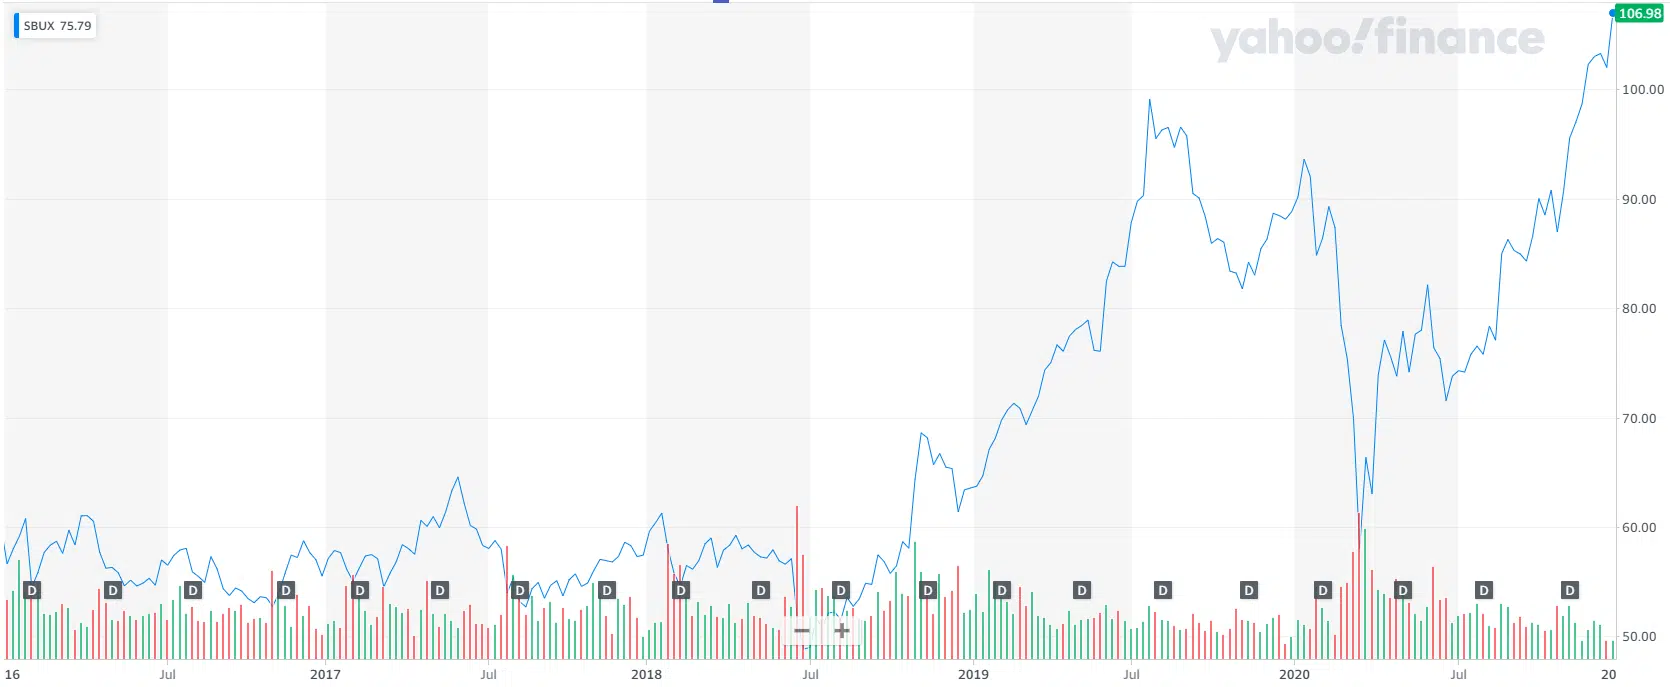 SBUX 75.79
yahoo!finance
106.98
100.00
90.00
80.00
70.00
60.00
D D D D D D D D D D D D D D D D D D D D
− +
50.00
16 Jul 2017 Jul 2018 Jul 2019 Jul 2020 Jul 20